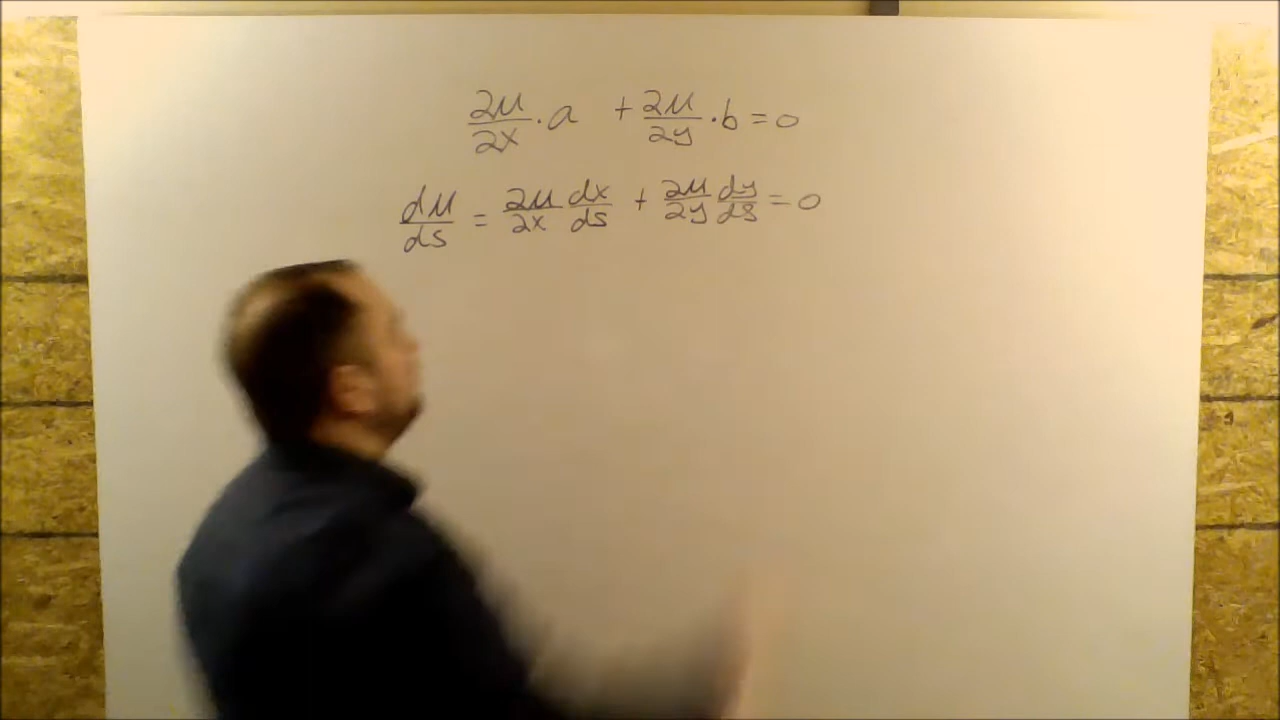 ∂u/∂x · a + ∂u/∂y · b = 0
du/ds = ∂u/∂x dx/ds + ∂u/∂y dy/ds = 0